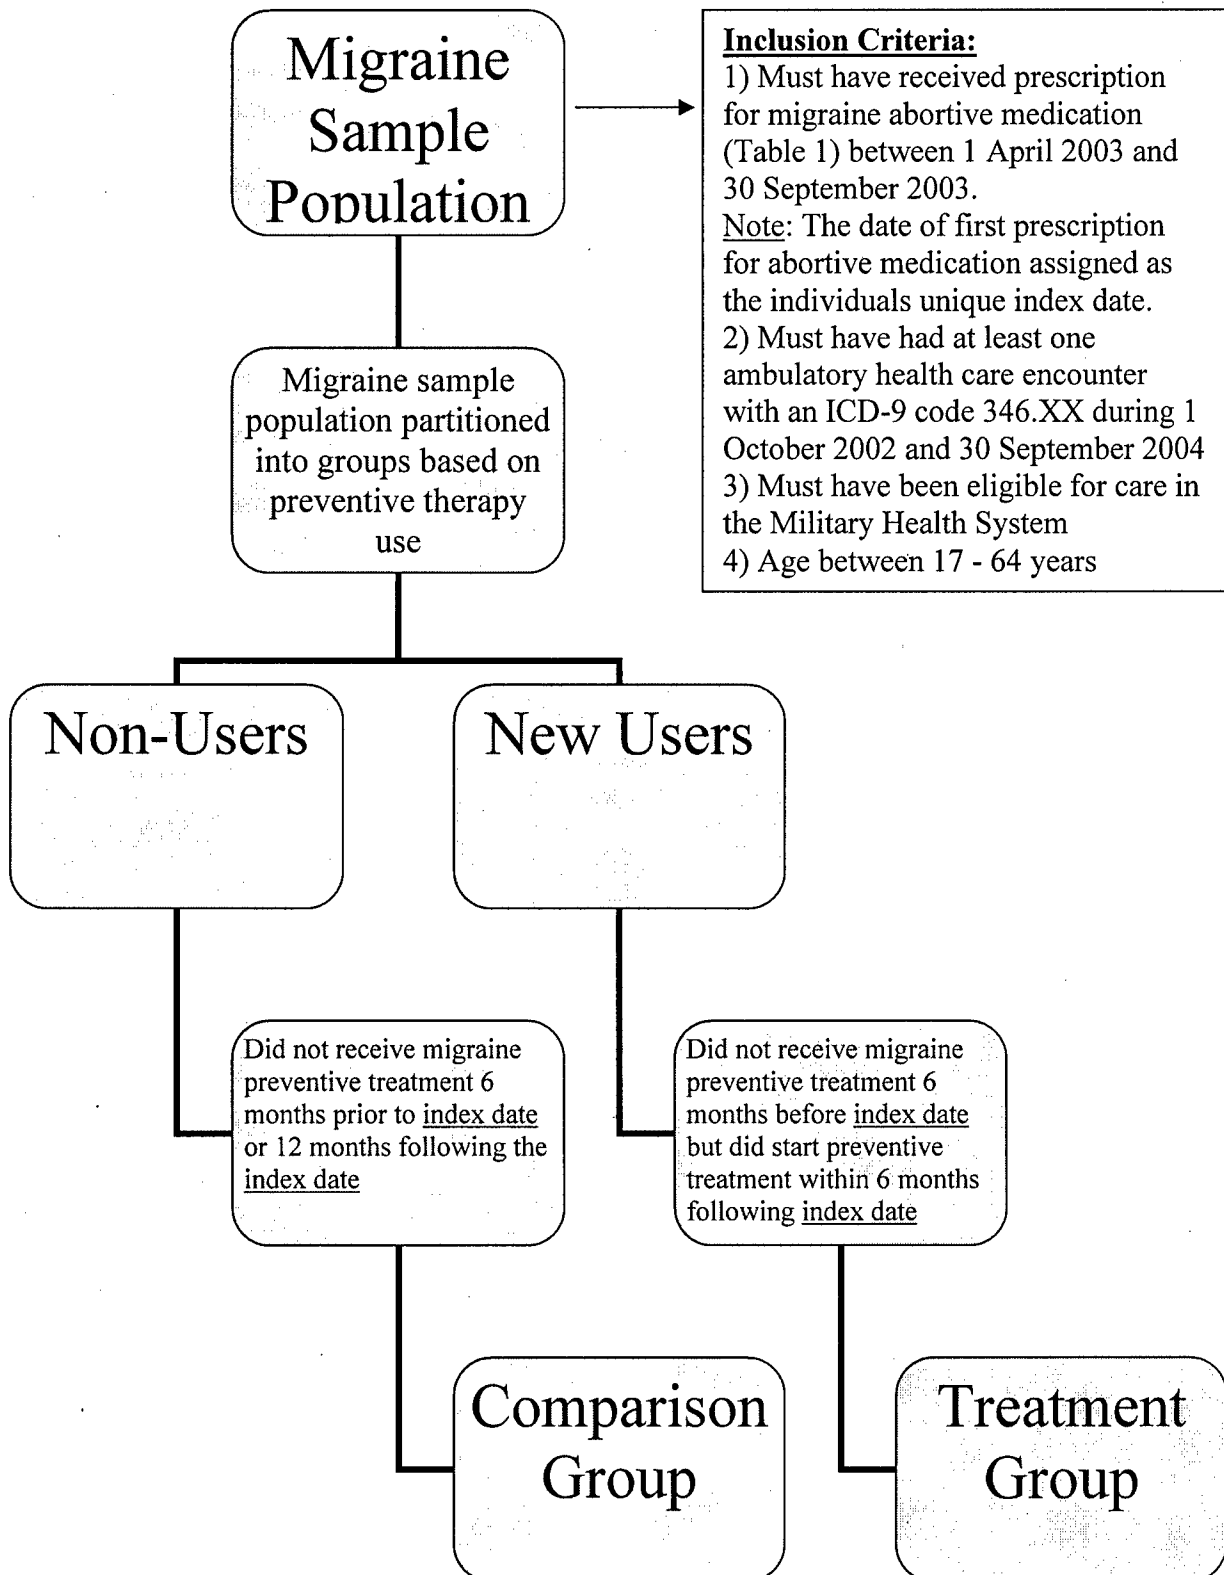 Migraine
Sample
Population
Inclusion Criteria:
1) Must have received prescription
for migraine abortive medication
(Table 1) between 1 April 2003 and
30 September 2003.
Note: The date of first prescription
for abortive medication assigned as
the individuals unique index date.
2) Must have had at least one
ambulatory health care encounter
with an ICD-9 code 346.XX during 1
October 2002 and 30 September 2004
3) Must have been eligible for care in
the Military Health System
4) Age between 17 - 64 years
Migraine sample
population partitioned
into groups based on
preventive therapy
use
Non-Users
New Users
Did not receive migraine
preventive treatment 6
months prior to index date
or 12 months following the
index date
Did not receive migraine
preventive treatment 6
months before index date
but did start preventive
treatment within 6 months
following index date
Comparison
Group
Treatment
Group